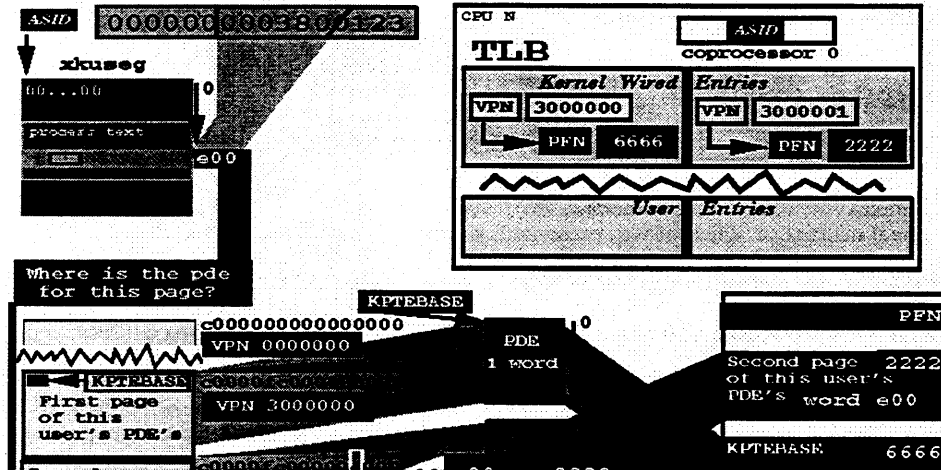 ASID
0000000003800123
xkuseg
00...00
0
process text
e00
Where is the pde
for this page?
CPU N
TLB
ASID
coprocessor 0
Kernel Wired Entries
VPN 3000000
PFN 6666
VPN 3000001
PFN 2222
User Entries
KPTEBASE
c000000000000000
VPN 0000000
KPTEBASE
VPN 3000000
First page
of this
user's PDE's
PDE
1 word
0
PFN
Second page 2222
of this user's
PDE's word e00
KPTEBASE 6666